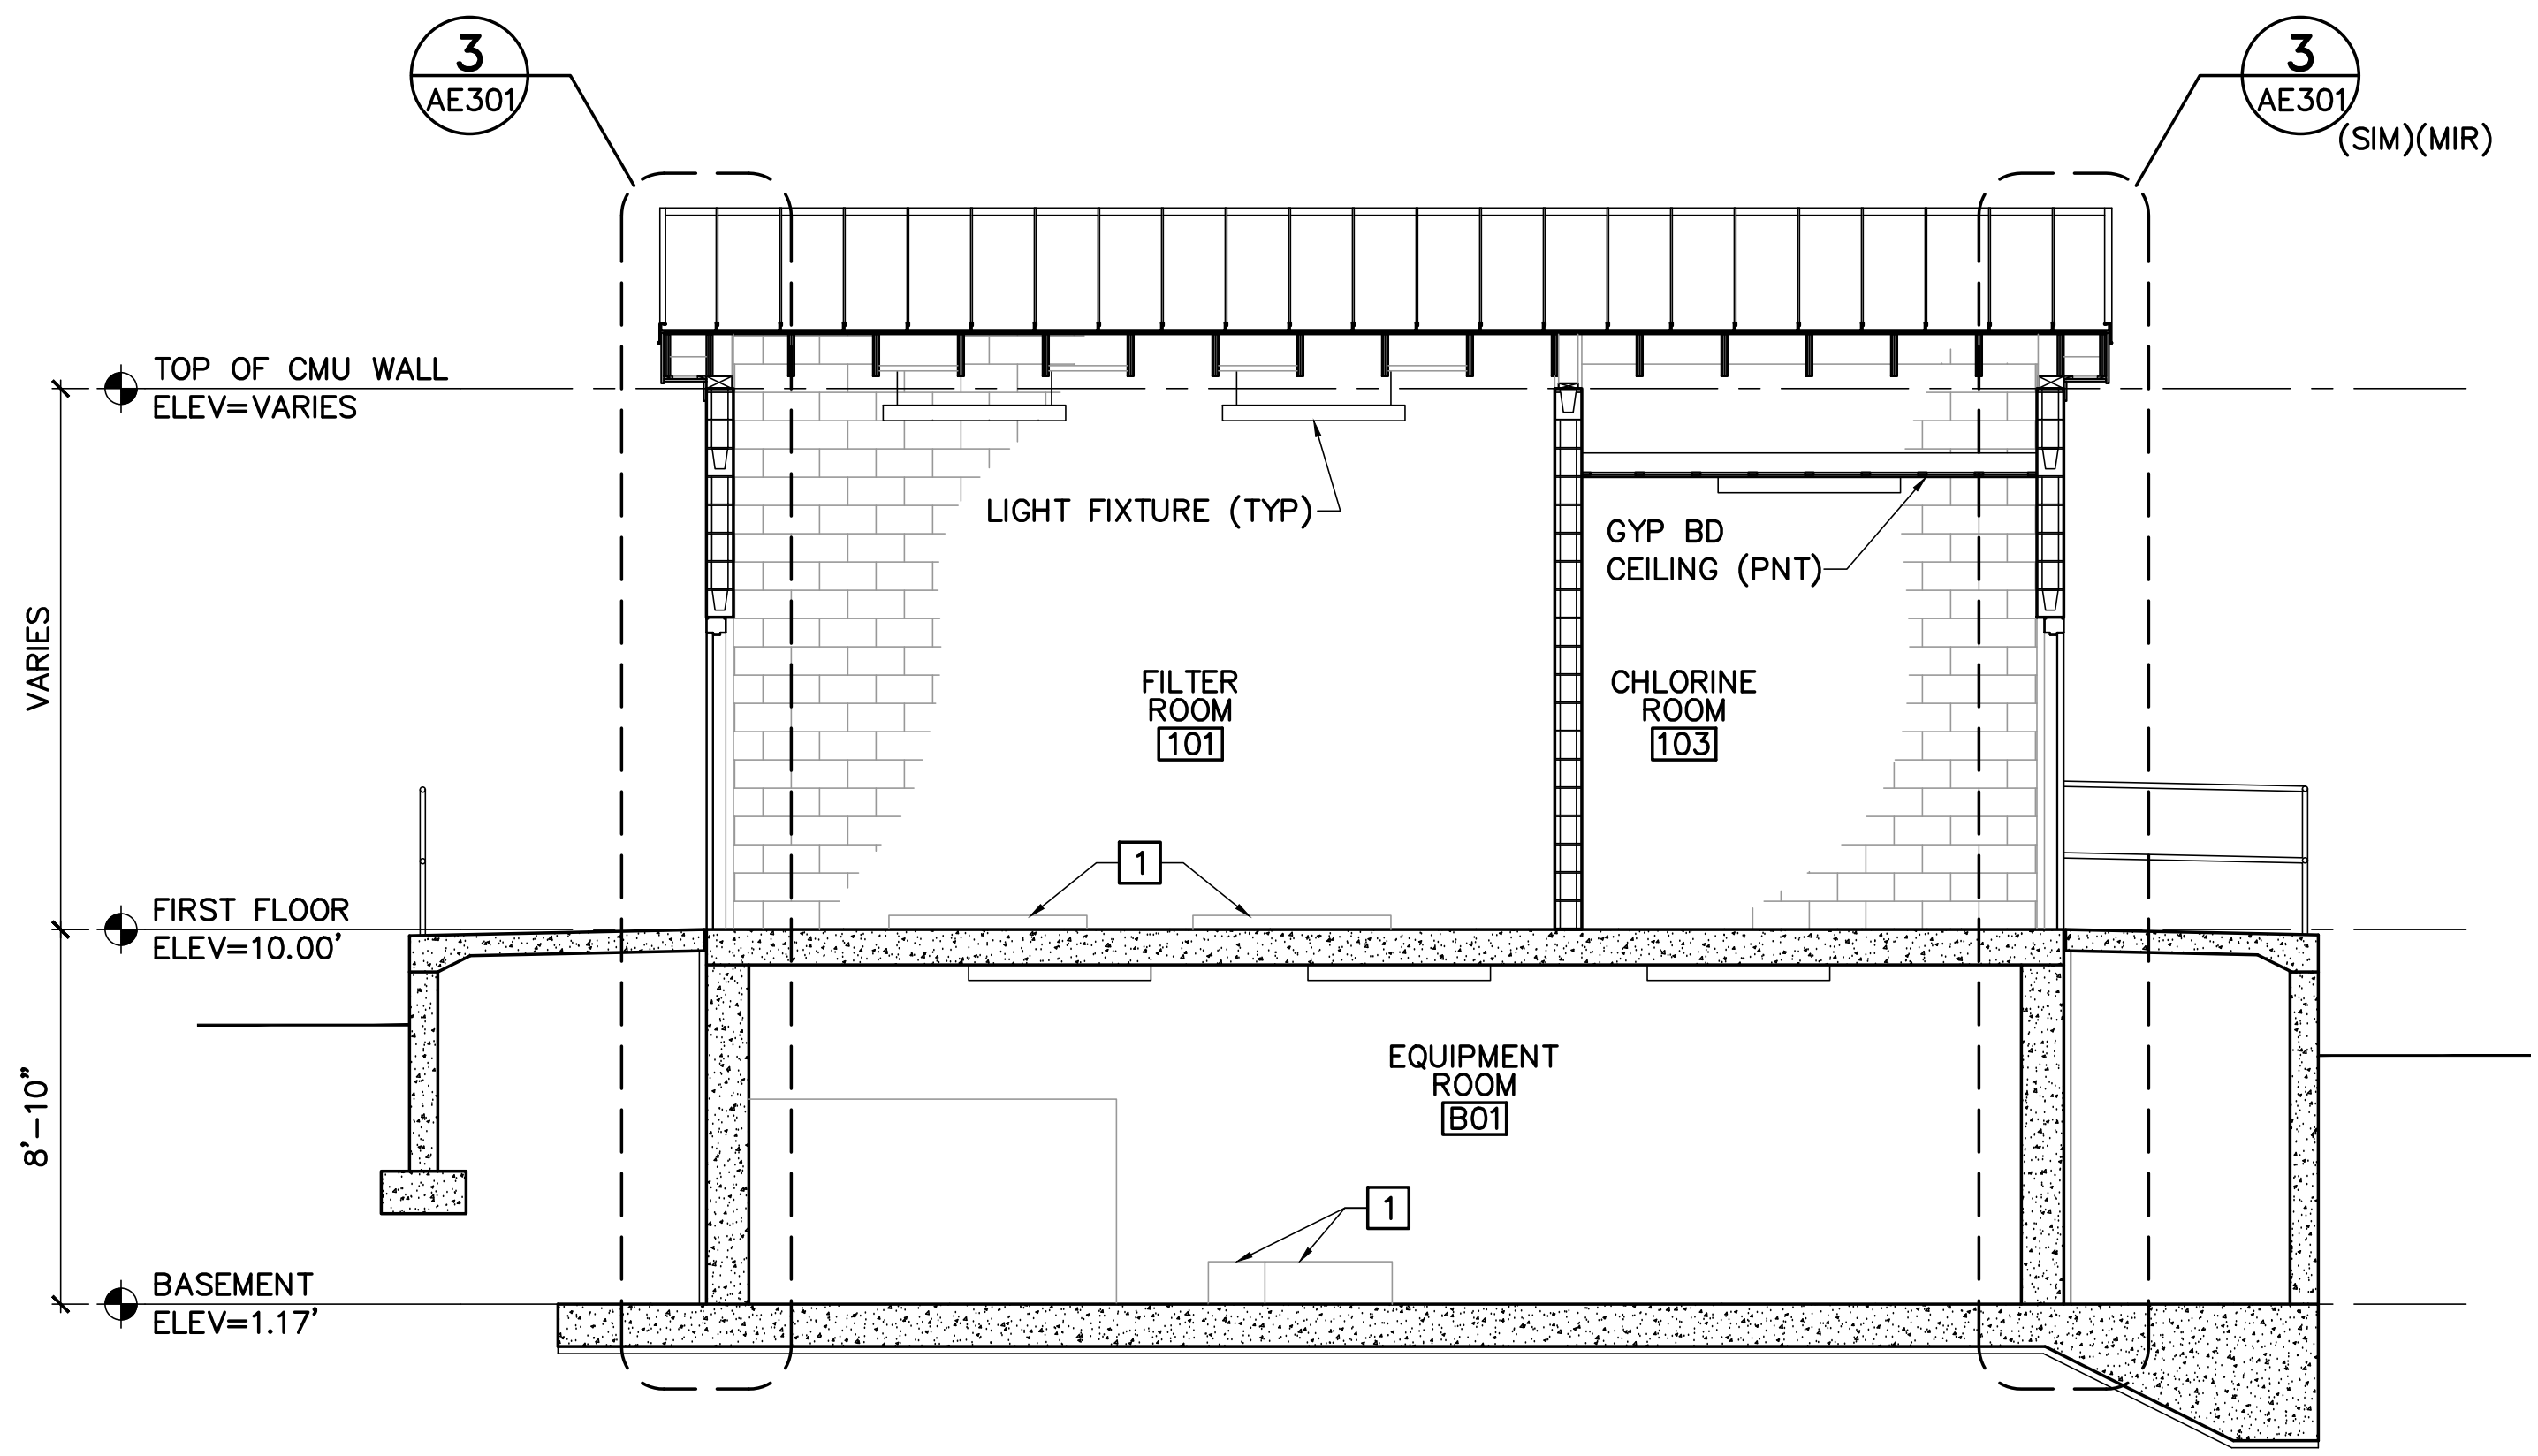 3
AE301
3
AE301
(SIM)(MIR)
TOP OF CMU WALL
ELEV=VARIES
LIGHT FIXTURE (TYP)
GYP BD
CEILING (PNT)
VARIES
FILTER
ROOM
101
CHLORINE
ROOM
103
1
FIRST FLOOR
ELEV=10.00'
8'-10"
EQUIPMENT
ROOM
B01
1
BASEMENT
ELEV=1.17'